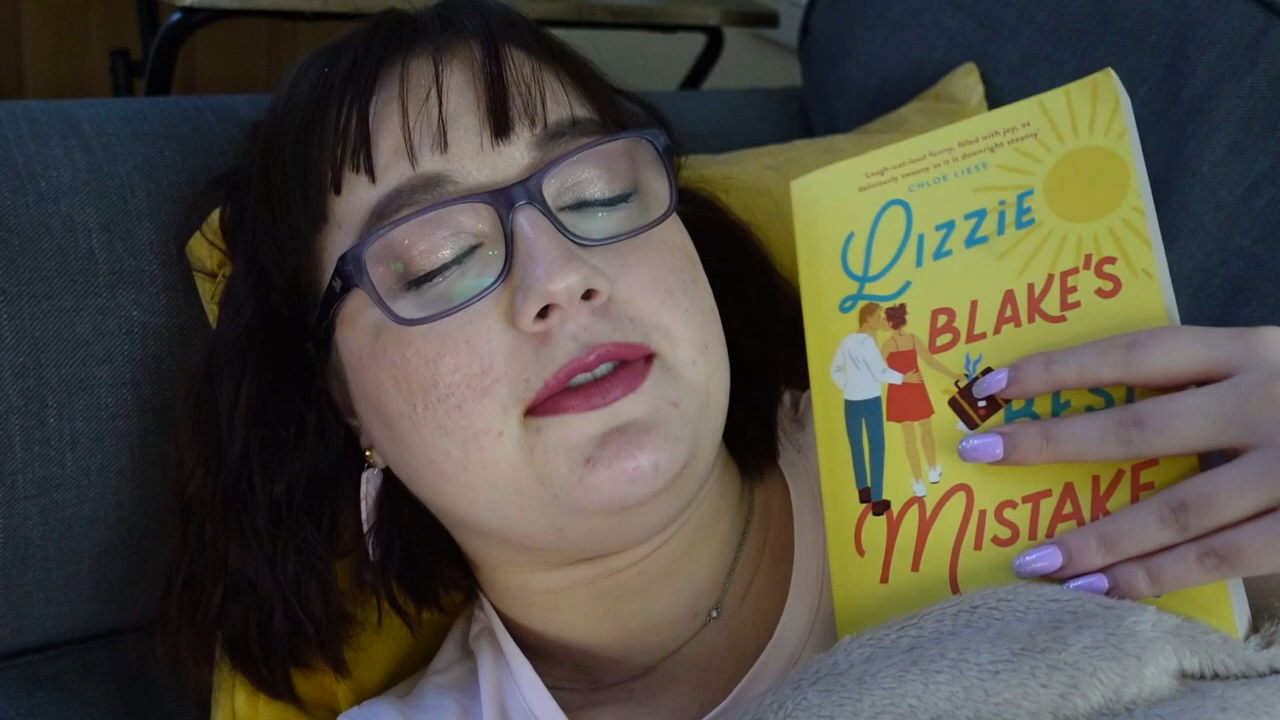 'Laugh-out-loud funny, filled with joy, as
deliciously swoony as it is downright steamy'
CHLOE LIESE
LIZZIE
BLAKE'S
BEST
MISTAKE